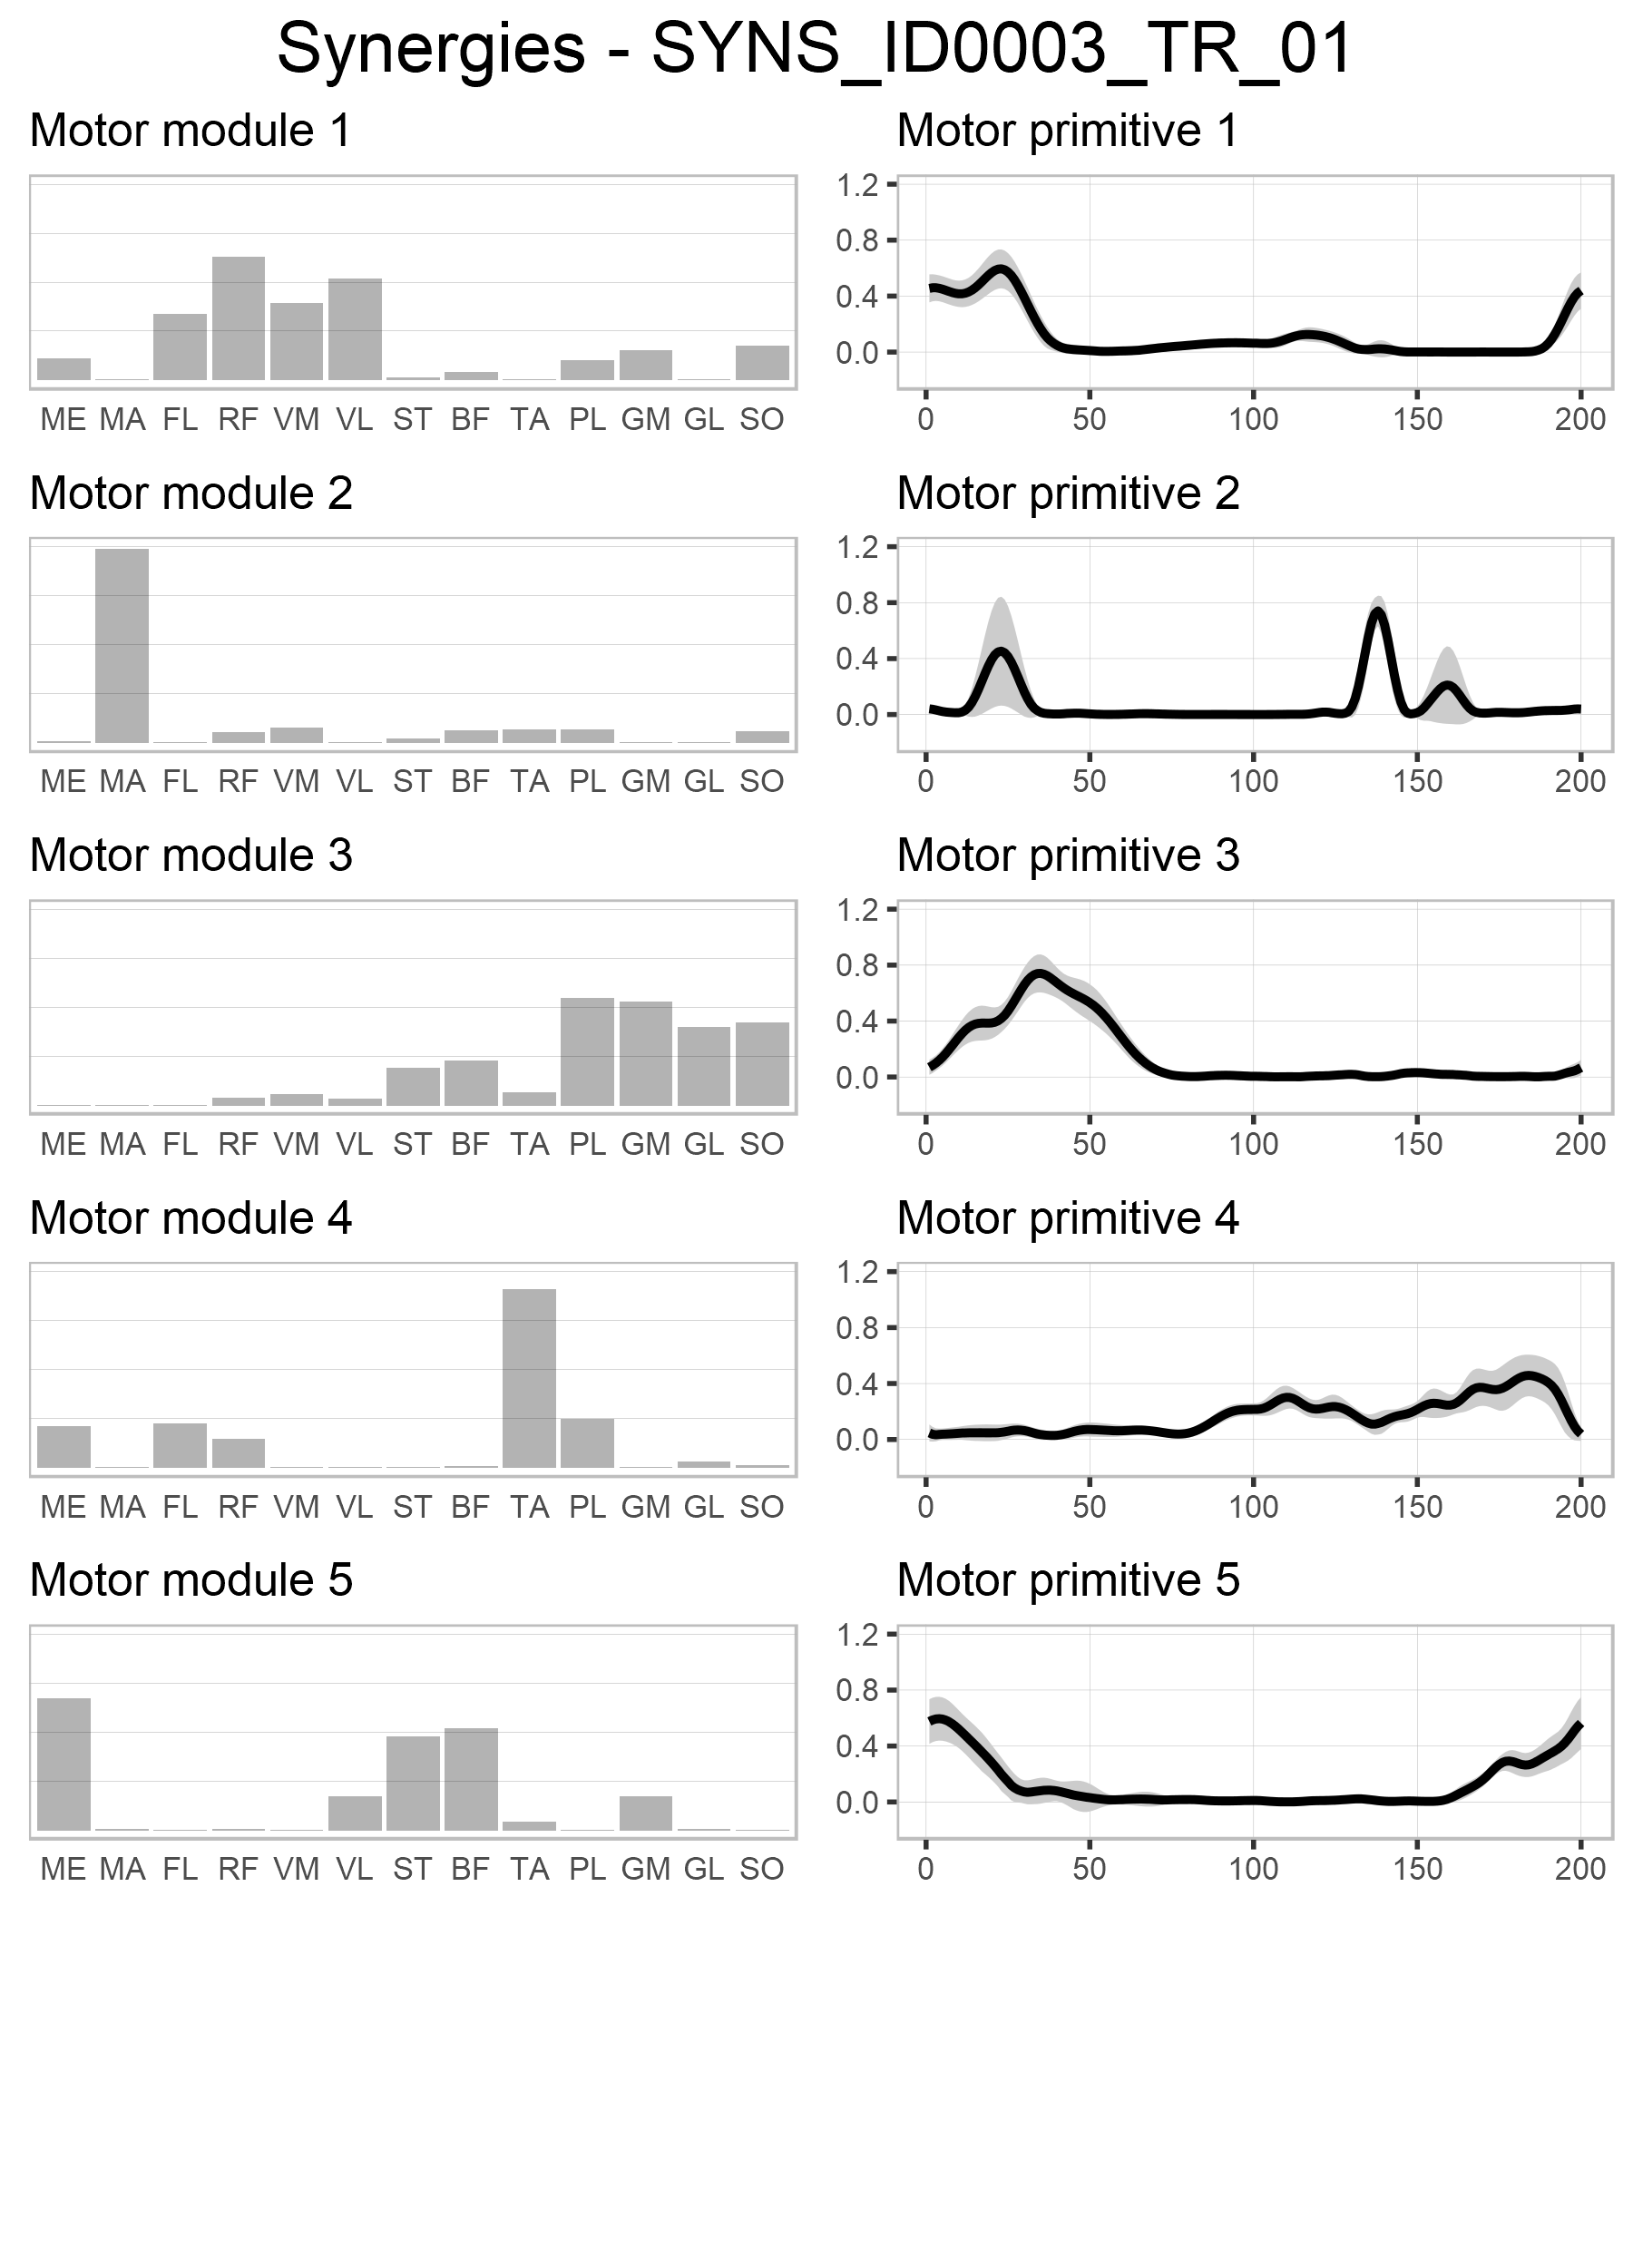 Synergies - SYNS_ID0003_TR_01
Motor module 1
Motor primitive 1
1.2
0.8
0.4
0.0
ME MA FL RF VM VL ST BF TA PL GM GL SO
0 50 100 150 200
Motor module 2
Motor primitive 2
1.2
0.8
0.4
0.0
ME MA FL RF VM VL ST BF TA PL GM GL SO
0 50 100 150 200
Motor module 3
Motor primitive 3
1.2
0.8
0.4
0.0
ME MA FL RF VM VL ST BF TA PL GM GL SO
0 50 100 150 200
Motor module 4
Motor primitive 4
1.2
0.8
0.4
0.0
ME MA FL RF VM VL ST BF TA PL GM GL SO
0 50 100 150 200
Motor module 5
Motor primitive 5
1.2
0.8
0.4
0.0
ME MA FL RF VM VL ST BF TA PL GM GL SO
0 50 100 150 200